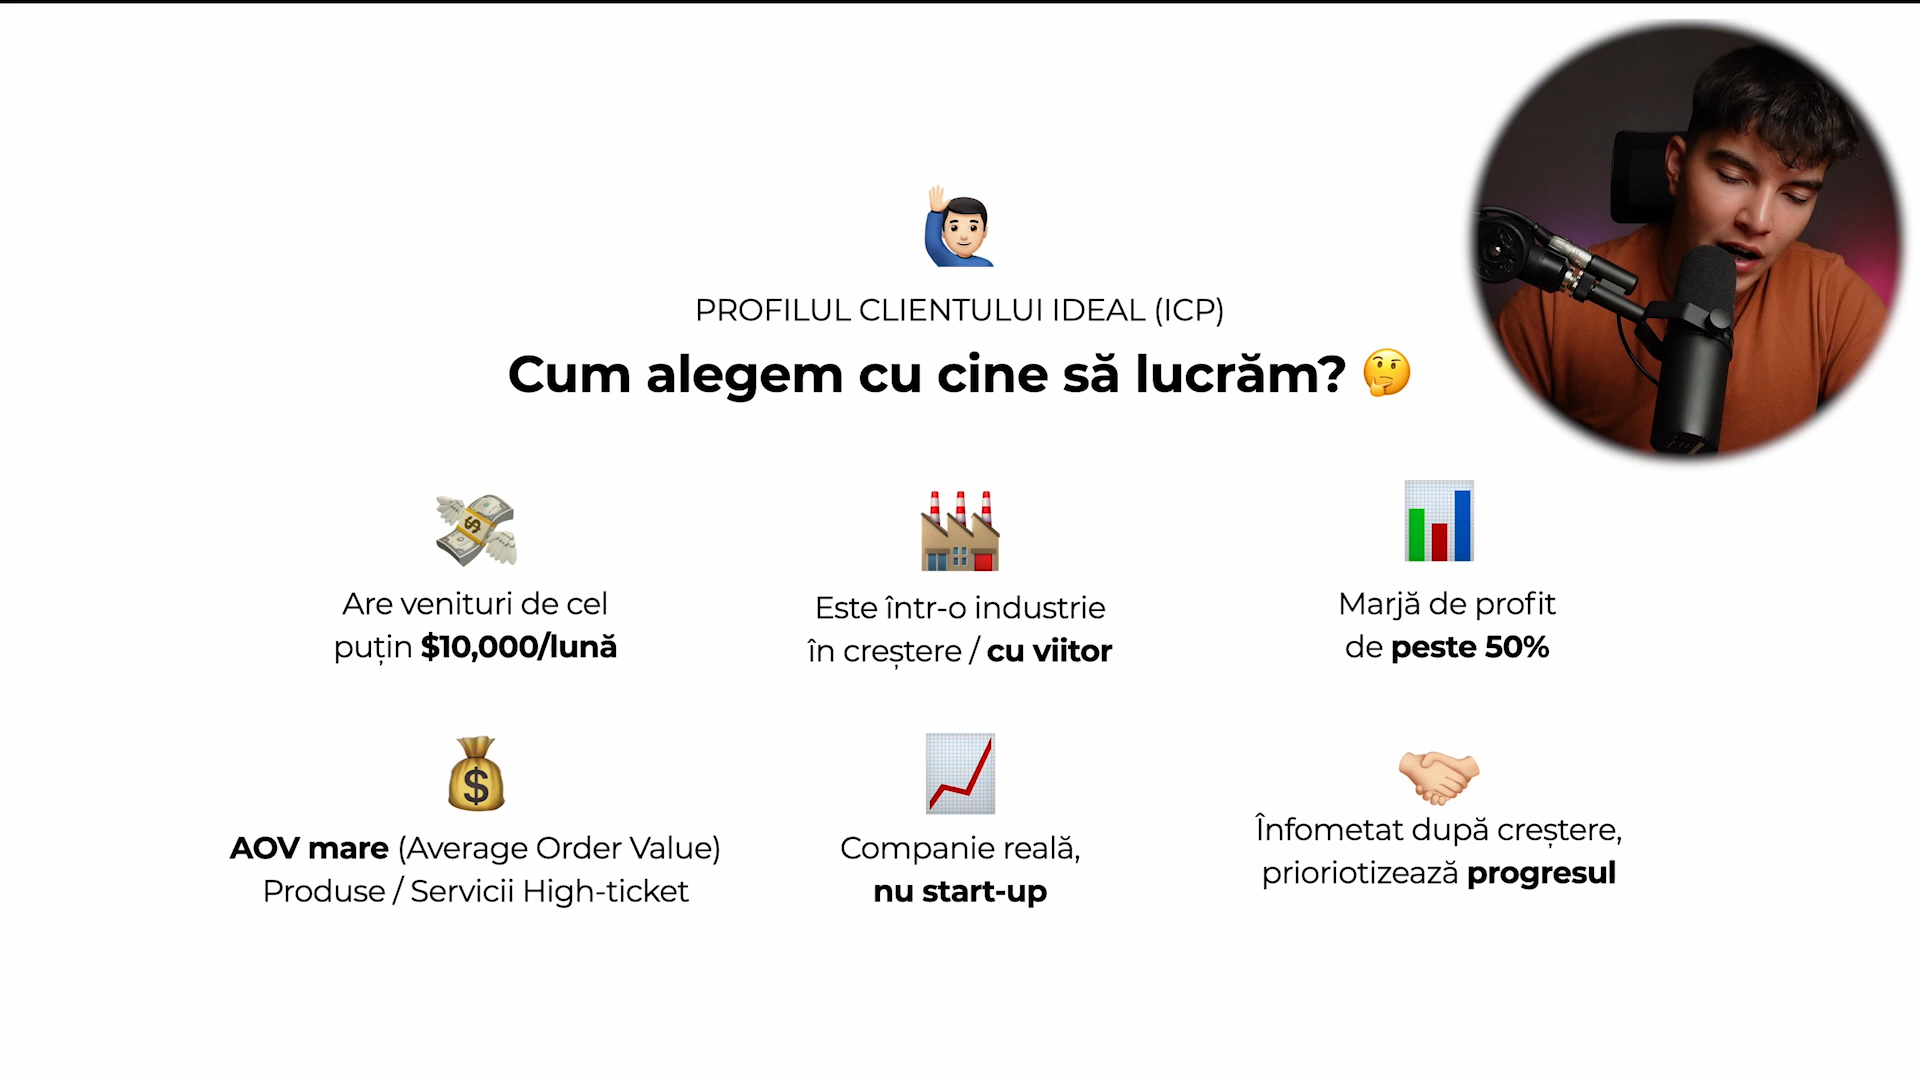 PROFILUL CLIENTULUI IDEAL (ICP)
Cum alegem cu cine să lucrăm? 🤔
Are venituri de cel
puțin $10,000/lună
Este într-o industrie
în creștere / cu viitor
Marjă de profit
de peste 50%
AOV mare (Average Order Value)
Produse / Servicii High-ticket
Companie reală,
nu start-up
Înfometat după creștere,
prioriotizează progresul